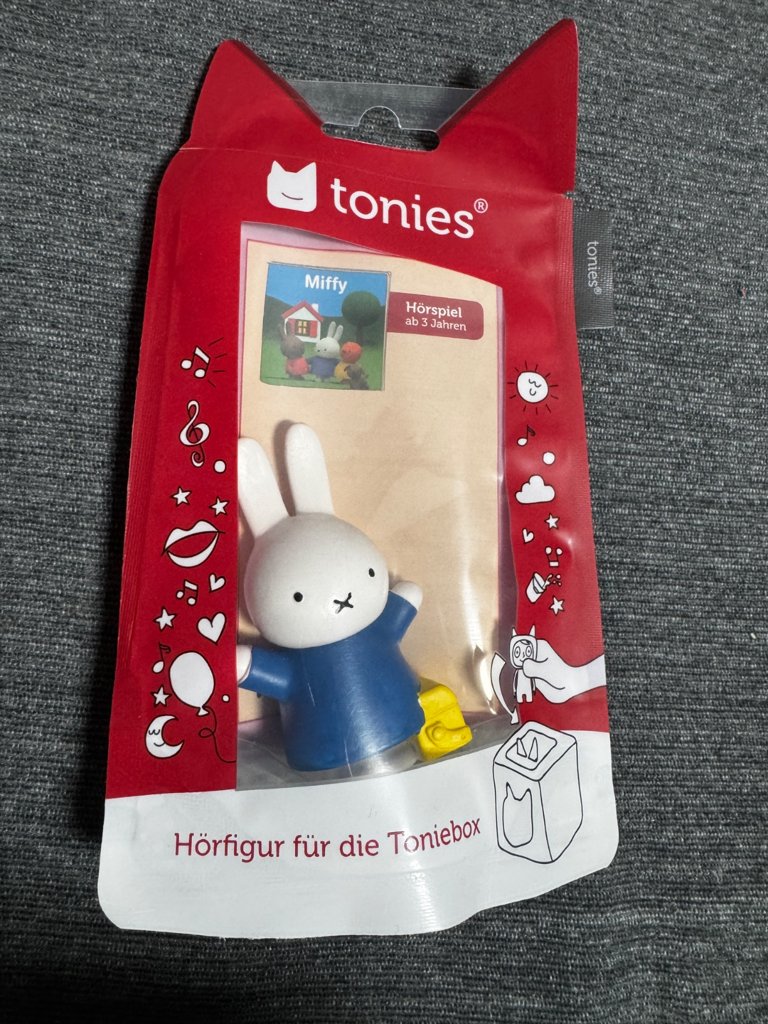 tonies®
tonies®
Miffy
Hörspiel
ab 3 Jahren
Hörfigur für die Toniebox